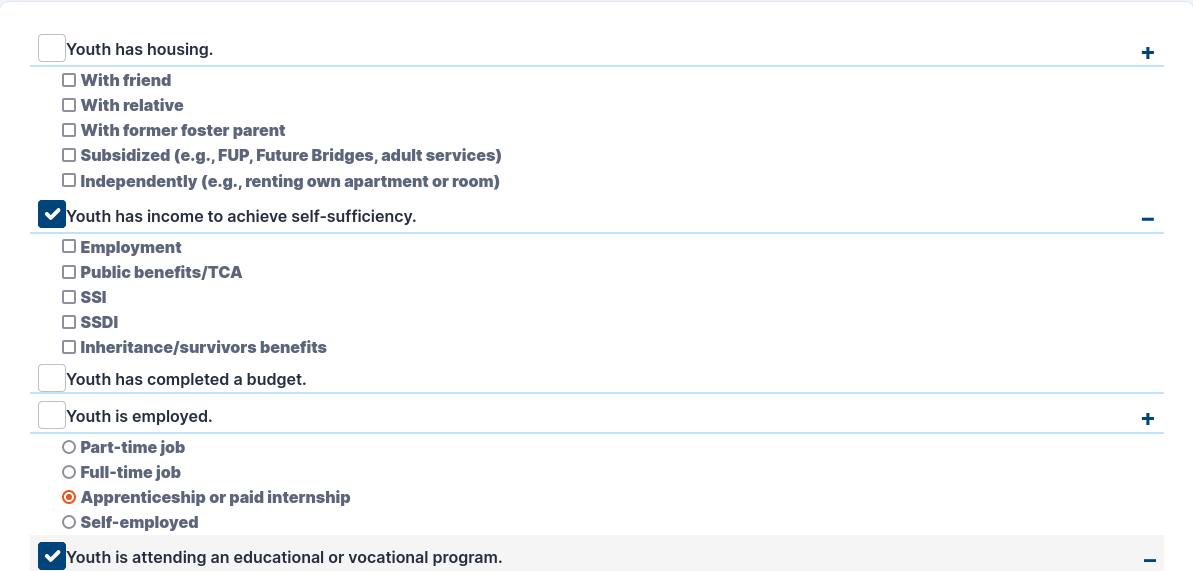 Youth has housing.
With friend
With relative
With former foster parent
Subsidized (e.g., FUP, Future Bridges, adult services)
Independently (e.g., renting own apartment or room)
Youth has income to achieve self-sufficiency.
Employment
Public benefits/TCA
SSI
SSDI
Inheritance/survivors benefits
Youth has completed a budget.
Youth is employed.
Part-time job
Full-time job
Apprenticeship or paid internship
Self-employed
Youth is attending an educational or vocational program.